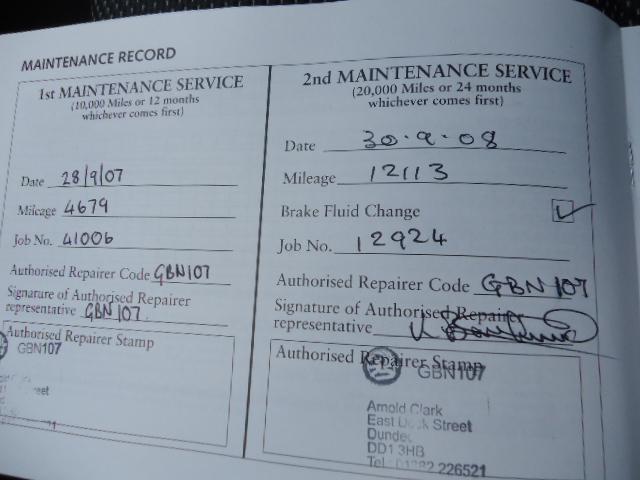 MAINTENANCE RECORD
1st MAINTENANCE SERVICE
(10,000 Miles or 12 months
whichever comes first)
Date 28/9/07
Mileage 4679
Job No. 41006
Authorised Repairer Code GBN107
Signature of Authorised Repairer
representative GBN107
Authorised Repairer Stamp
GBN107
2nd MAINTENANCE SERVICE
(20,000 Miles or 24 months
whichever comes first)
Date 30.9.08
Mileage 12113
Brake Fluid Change
Job No. 12924
Authorised Repairer Code GBN107
Signature of Authorised Repairer
representative
Authorised Repairer Stamp
GBN107
Arnold Clark
East Dock Street
Dundee
DD1 3HB
Tel 01382 226521